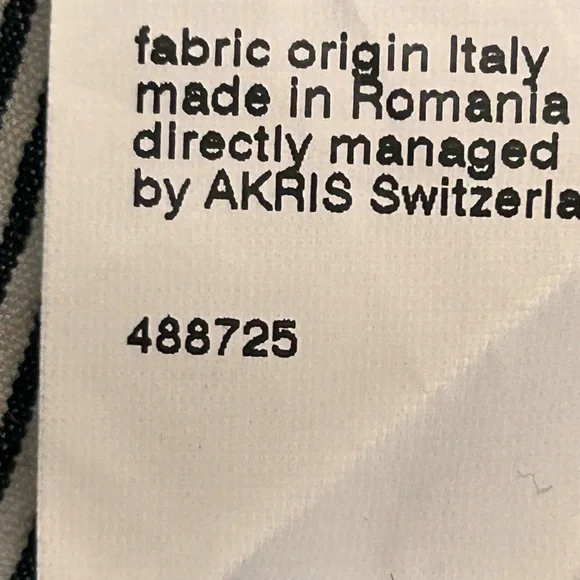 fabric origin Italy
made in Romania
directly managed
by AKRIS Switzerla
488725